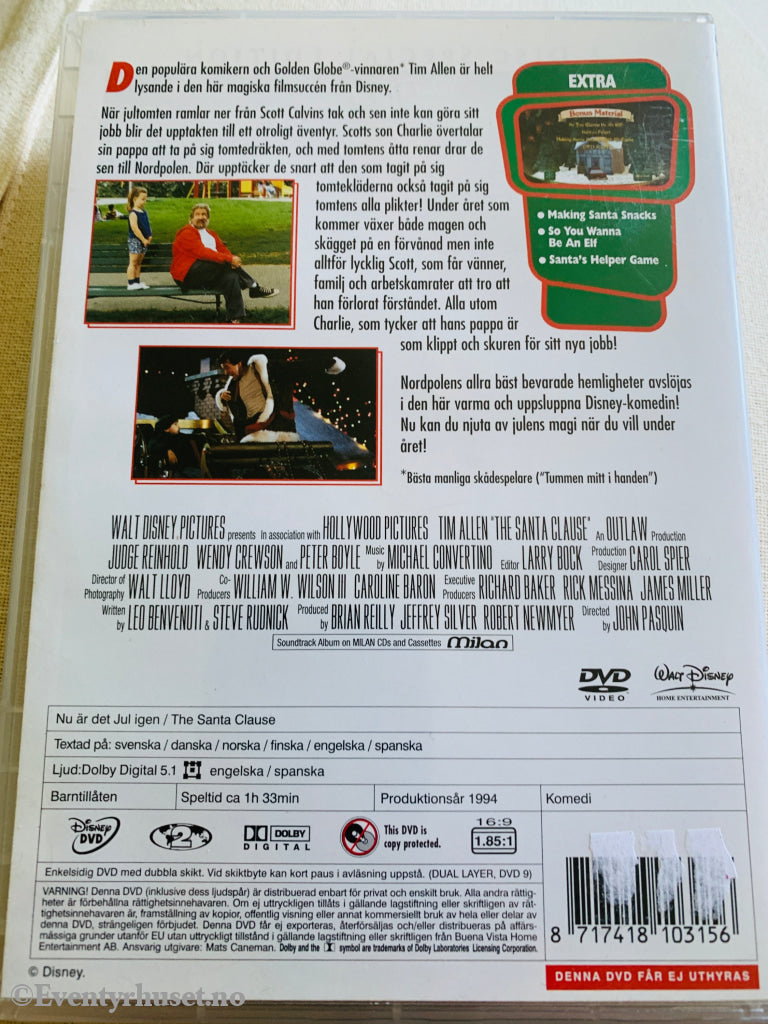 Den populära komikern och Golden Globe®-vinnaren* Tim Allen är helt
lysande i den här magiska filmsuccén från Disney.
När jultomten ramlar ner från Scott Calvins tak och sen inte kan göra sitt
jobb blir det upptakten till ett otroligt äventyr. Scotts son Charlie övertalar
sin pappa att ta på sig tomtedräkten, och med tomtens åtta renar drar de
sen till Nordpolen. Där upptäcker de snart att den som tagit på sig
tomtekläderna också tagit på sig
tomtens alla plikter! Under året som
kommer växer både magen och
skägget på en förvånad men inte
alltför lycklig Scott, som får vänner,
familj och arbetskamrater att tro att
han förlorat förståndet. Alla utom
Charlie, som tycker att hans pappa är
som klippt och skuren för sitt nya jobb!
Nordpolens allra bäst bevarade hemligheter avslöjas
i den här varma och uppsluppna Disney-komedin!
Nu kan du njuta av julens magi när du vill under
året!
*Bästa manliga skådespelare ("Tummen mitt i handen")
EXTRA
Bonus Material
• Making Santa Snacks
• So You Wanna
Be An Elf
• Santa's Helper Game
WALT DISNEY PICTURES presents In association with HOLLYWOOD PICTURES TIM ALLEN "THE SANTA CLAUSE" An OUTLAW Production
JUDGE REINHOLD WENDY CREWSON and PETER BOYLE Music by MICHAEL CONVERTINO Editor LARRY BOCK Production Designer CAROL SPIER
Director of Photography WALT LLOYD Co-Producers WILLIAM W. WILSON III CAROLINE BARON Executive Producers RICHARD BAKER RICK MESSINA JAMES MILLER
Written by LEO BENVENUTI & STEVE RUDNICK Produced by BRIAN REILLY JEFFREY SILVER ROBERT NEWMYER Directed by JOHN PASQUIN
Soundtrack Album on MILAN CDs and Cassettes Milan
DVD VIDEO
WALT DISNEY HOME ENTERTAINMENT
Nu är det Jul igen / The Santa Clause
Textad på: svenska / danska / norska / finska / engelska / spanska
Ljud:Dolby Digital 5.1 engelska / spanska
Barntillåten Speltid ca 1h 33min Produktionsår 1994 Komedi
Disney DVD
2
DOLBY DIGITAL
This DVD is
copy protected.
16:9
1.85:1
Enkelsidig DVD med dubbla skikt. Vid skiktbyte kan kort paus i avläsning uppstå. (DUAL LAYER, DVD 9)
VARNING! Denna DVD (inklusive dess ljudspår) är distribuerad enbart för privat och enskilt bruk. Alla andra rättig-
heter är förbehållna rättighetsinnehavaren. Om ej uttryckligen tillåts i gällande lagstiftning eller skriftligen av rät-
tighetsinnehavaren är, framställning av kopior, offentlig visning eller annat kommersiellt bruk av hela eller delar av
denna DVD, strängeligen förbjudet. Denna DVD får ej exporteras, återförsäljas och/eller distribueras på affärs-
mässig grunder utanför EU utan uttryckligt tillstånd i gällande lagstiftning eller skriftligen från Buena Vista Home
Entertainment AB. Ansvarig utgivare: Mats Caneman. Dolby and the symbol are trademarks of Dolby Laboratories Licensing Corporation.
8 717418 103156
© Disney.
DENNA DVD FÅR EJ UTHYRAS
©Eventyrhuset.no